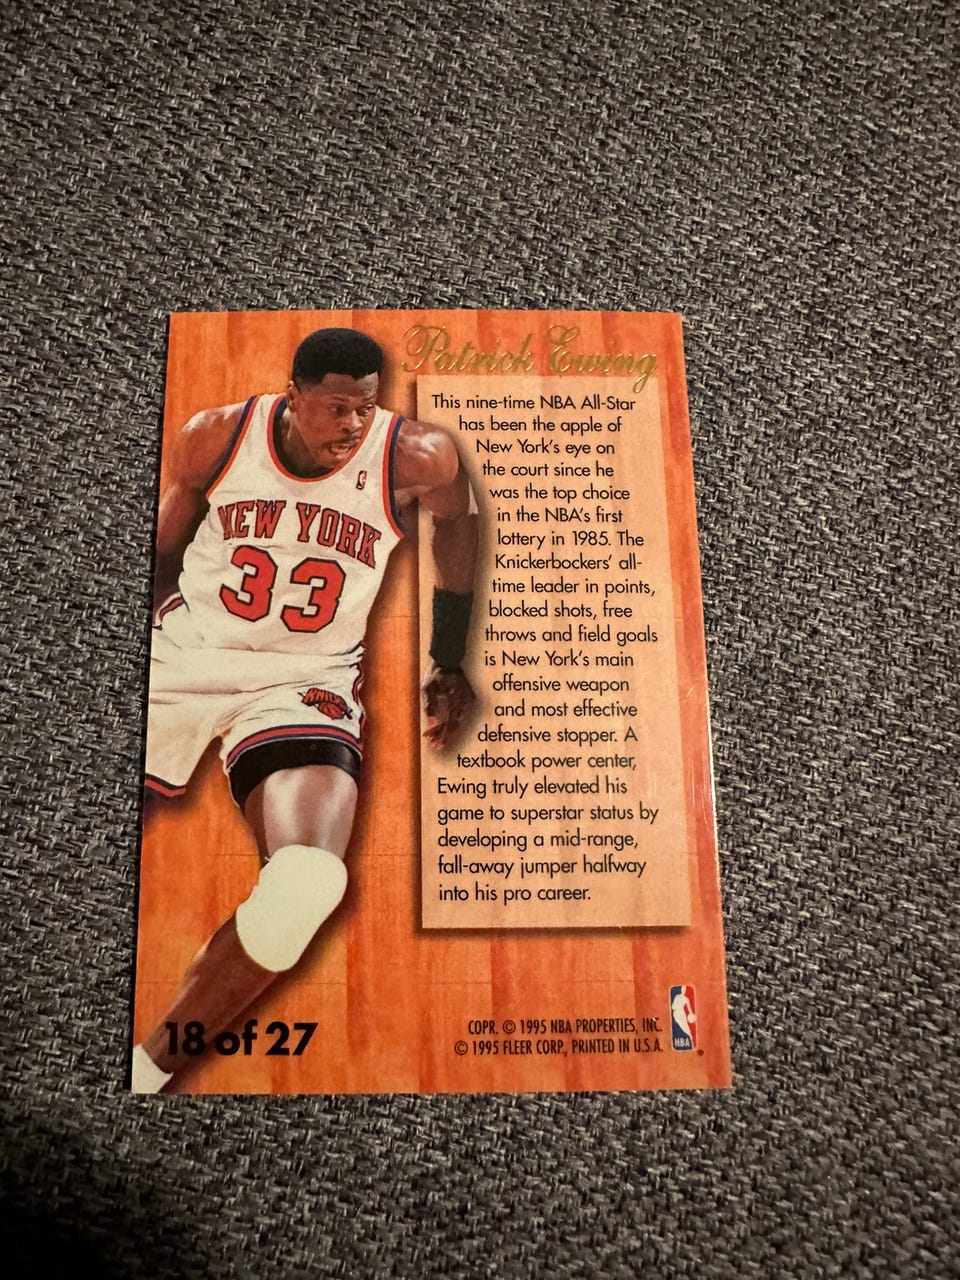 Patrick Ewing
This nine-time NBA All-Star
has been the apple of
New York's eye on
the court since he
was the top choice
in the NBA's first
lottery in 1985. The
Knickerbockers' all-
time leader in points,
blocked shots, free
throws and field goals
is New York's main
offensive weapon
and most effective
defensive stopper. A
textbook power center,
Ewing truly elevated his
game to superstar status by
developing a mid-range,
fall-away jumper halfway
into his pro career.
NEW YORK
33
KNICKS
18 of 27
COPR. © 1995 NBA PROPERTIES, INC.
© 1995 FLEER CORP., PRINTED IN U.S.A.
NBA